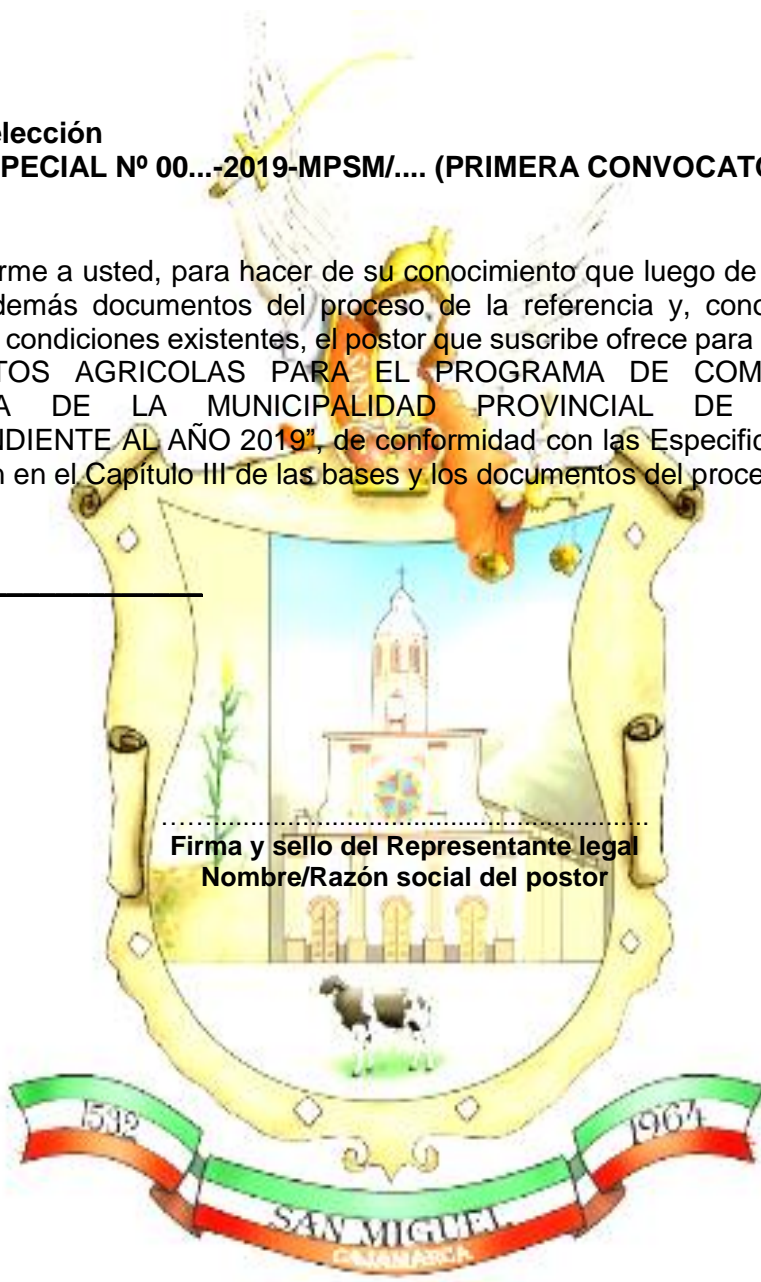 elección
SPECIAL Nº 00...-2019-MPSM/.... (PRIMERA CONVOCATO
rme a usted, para hacer de su conocimiento que luego de
demás documentos del proceso de la referencia y, cono
condiciones existentes, el postor que suscribe ofrece para
TOS AGRICOLAS PARA EL PROGRAMA DE COM
A DE LA MUNICIPALIDAD PROVINCIAL DE
NDIENTE AL AÑO 2019”, de conformidad con las Especific
n en el Capítulo III de las bases y los documentos del proce
Firma y sello del Representante legal
Nombre/Razón social del postor
1964
SAN MIGUEL
CAJAMARCA